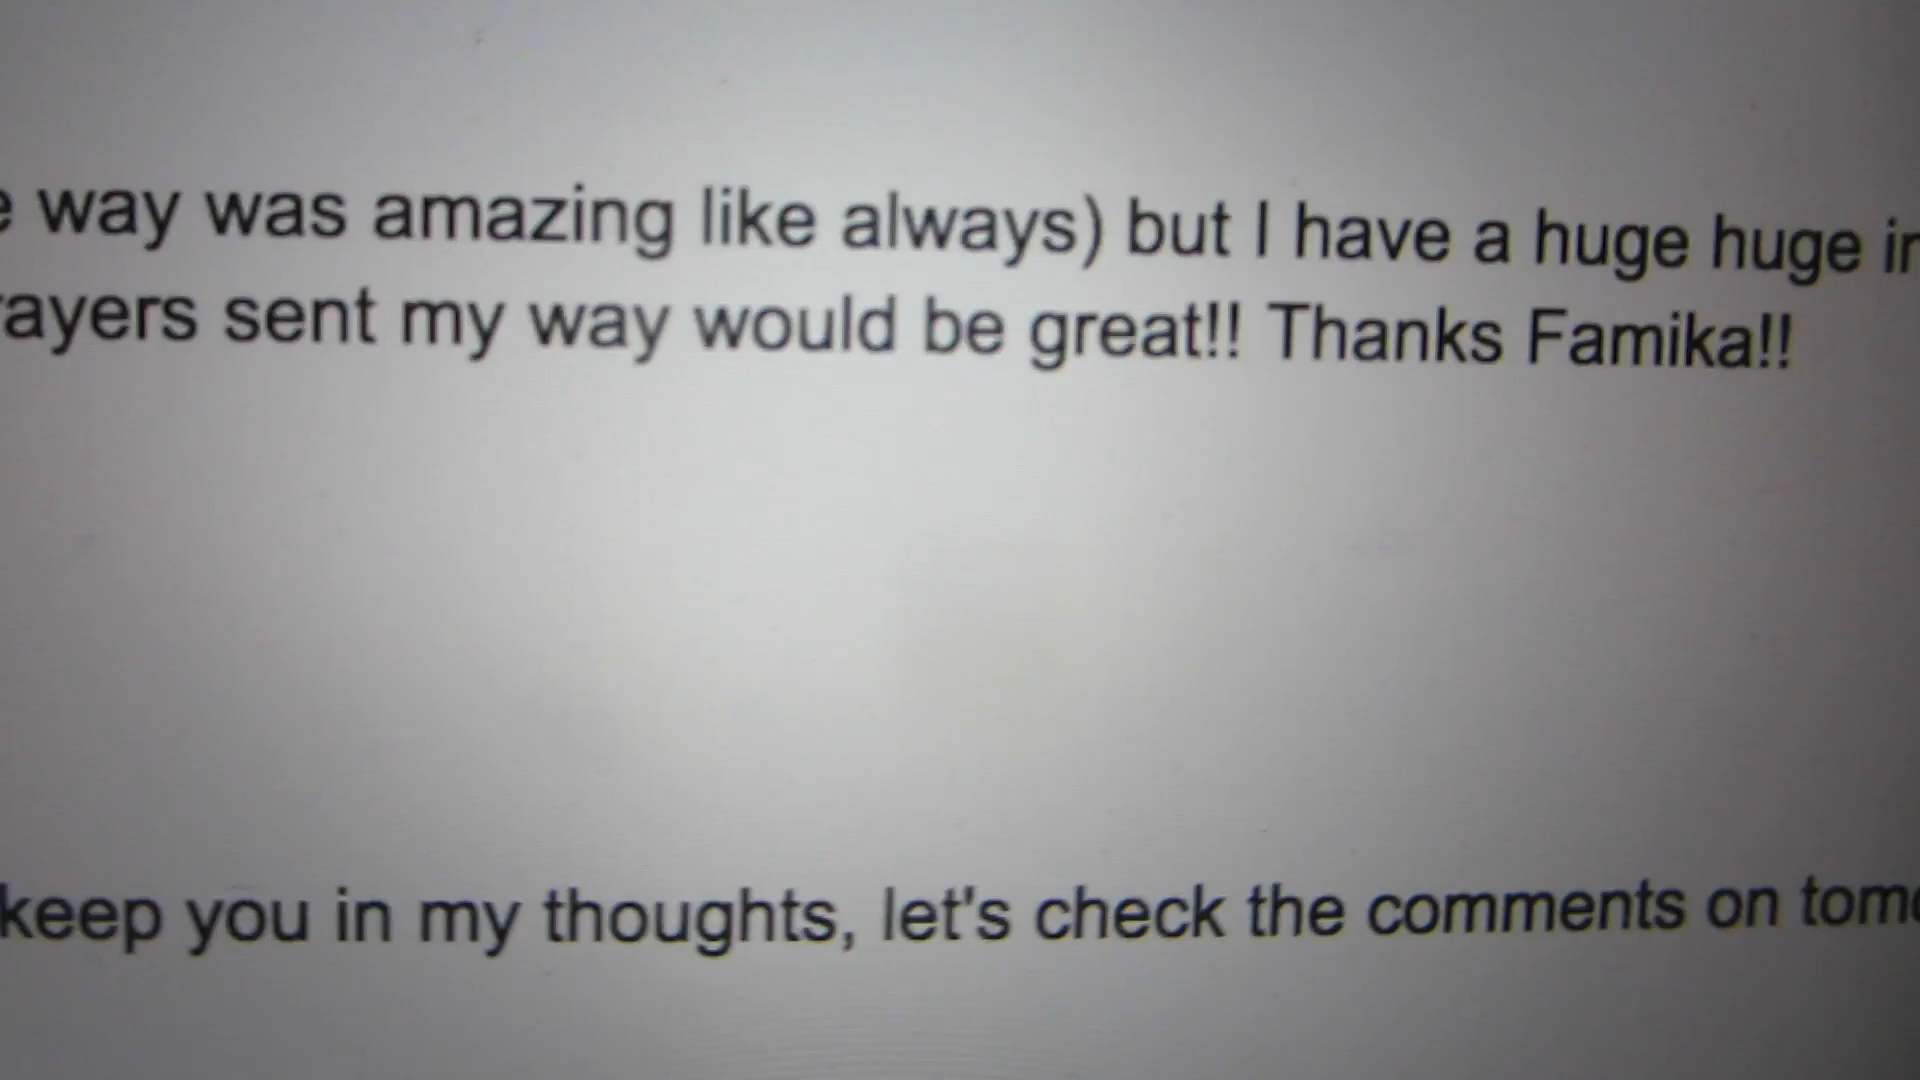 way was amazing like always) but I have a huge huge
sent my way would be great!! Thanks Famika!!
keep you in my thoughts, let's check the comments on